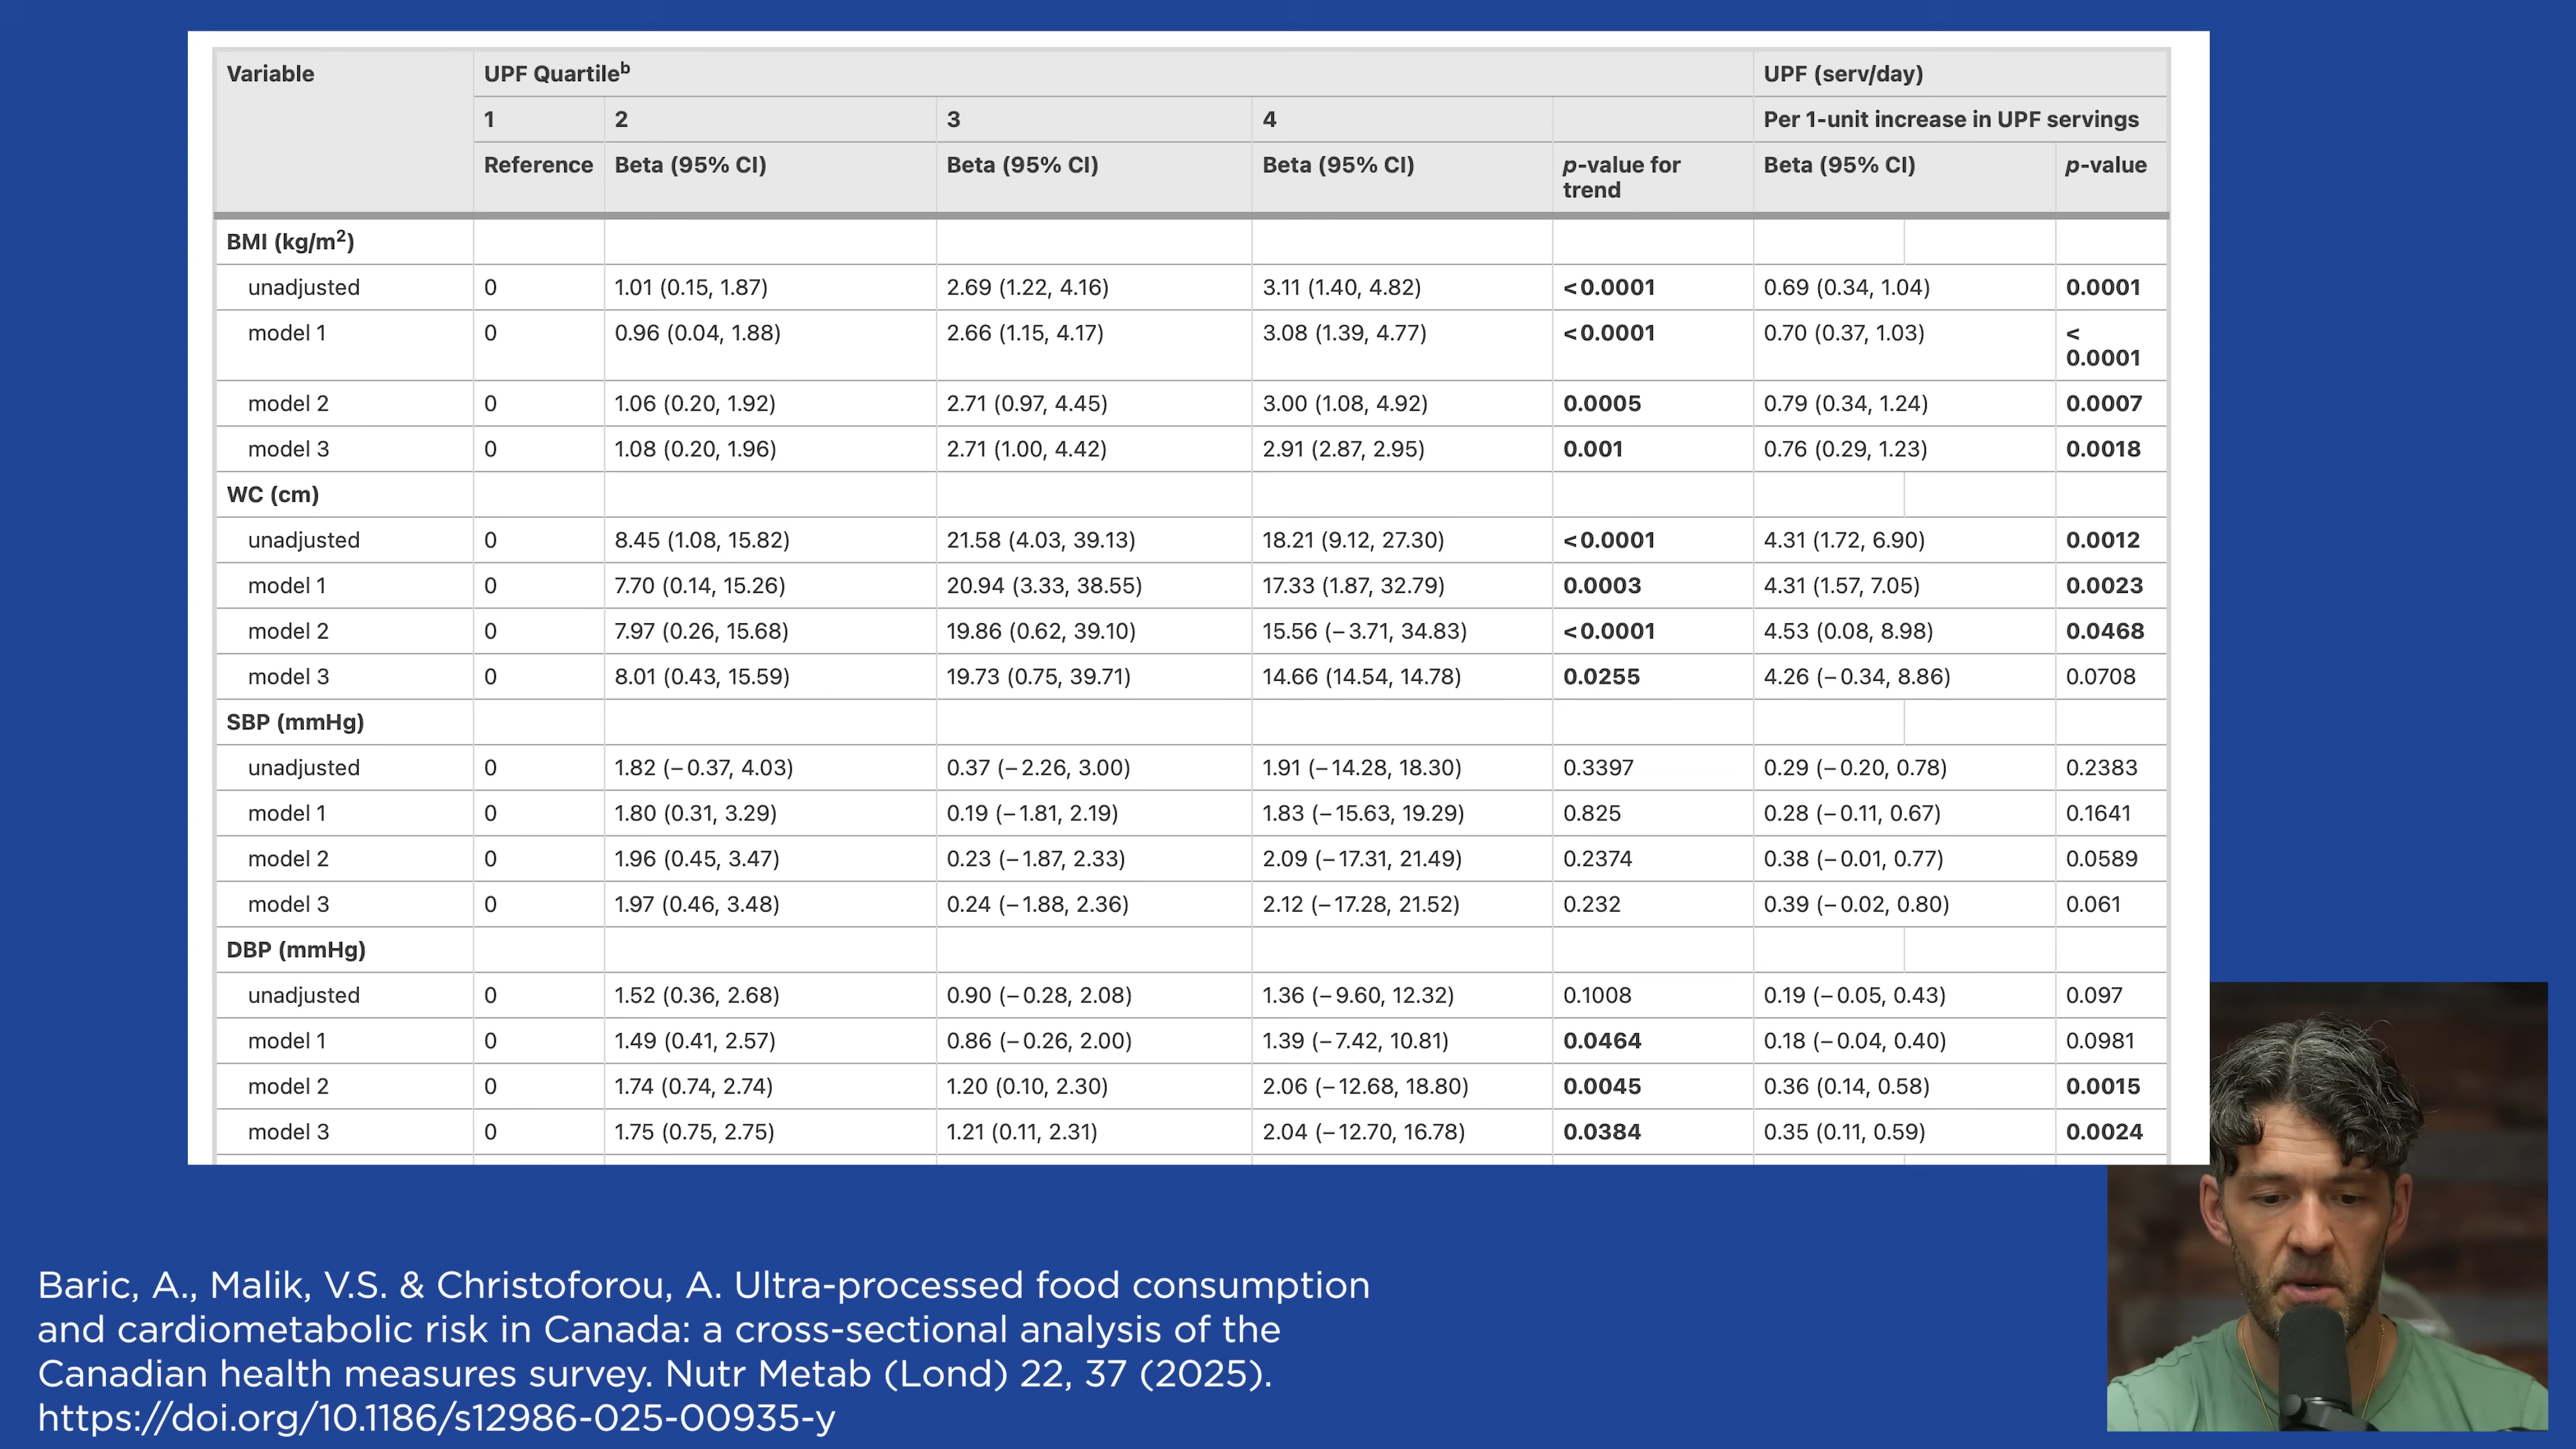 Variable UPF Quartileb UPF (serv/day)
1 2 3 4 Per 1-unit increase in UPF servings
Reference Beta (95% CI) Beta (95% CI) Beta (95% CI) p-value for trend Beta (95% CI) p-value
BMI (kg/m2)
unadjusted 0 1.01 (0.15, 1.87) 2.69 (1.22, 4.16) 3.11 (1.40, 4.82) <0.0001 0.69 (0.34, 1.04) 0.0001
model 1 0 0.96 (0.04, 1.88) 2.66 (1.15, 4.17) 3.08 (1.39, 4.77) <0.0001 0.70 (0.37, 1.03) < 0.0001
model 2 0 1.06 (0.20, 1.92) 2.71 (0.97, 4.45) 3.00 (1.08, 4.92) 0.0005 0.79 (0.34, 1.24) 0.0007
model 3 0 1.08 (0.20, 1.96) 2.71 (1.00, 4.42) 2.91 (2.87, 2.95) 0.001 0.76 (0.29, 1.23) 0.0018
WC (cm)
unadjusted 0 8.45 (1.08, 15.82) 21.58 (4.03, 39.13) 18.21 (9.12, 27.30) <0.0001 4.31 (1.72, 6.90) 0.0012
model 1 0 7.70 (0.14, 15.26) 20.94 (3.33, 38.55) 17.33 (1.87, 32.79) 0.0003 4.31 (1.57, 7.05) 0.0023
model 2 0 7.97 (0.26, 15.68) 19.86 (0.62, 39.10) 15.56 (−3.71, 34.83) <0.0001 4.53 (0.08, 8.98) 0.0468
model 3 0 8.01 (0.43, 15.59) 19.73 (0.75, 39.71) 14.66 (14.54, 14.78) 0.0255 4.26 (−0.34, 8.86) 0.0708
SBP (mmHg)
unadjusted 0 1.82 (−0.37, 4.03) 0.37 (−2.26, 3.00) 1.91 (−14.28, 18.30) 0.3397 0.29 (−0.20, 0.78) 0.2383
model 1 0 1.80 (0.31, 3.29) 0.19 (−1.81, 2.19) 1.83 (−15.63, 19.29) 0.825 0.28 (−0.11, 0.67) 0.1641
model 2 0 1.96 (0.45, 3.47) 0.23 (−1.87, 2.33) 2.09 (−17.31, 21.49) 0.2374 0.38 (−0.01, 0.77) 0.0589
model 3 0 1.97 (0.46, 3.48) 0.24 (−1.88, 2.36) 2.12 (−17.28, 21.52) 0.232 0.39 (−0.02, 0.80) 0.061
DBP (mmHg)
unadjusted 0 1.52 (0.36, 2.68) 0.90 (−0.28, 2.08) 1.36 (−9.60, 12.32) 0.1008 0.19 (−0.05, 0.43) 0.097
model 1 0 1.49 (0.41, 2.57) 0.86 (−0.26, 2.00) 1.39 (−7.42, 10.81) 0.0464 0.18 (−0.04, 0.40) 0.0981
model 2 0 1.74 (0.74, 2.74) 1.20 (0.10, 2.30) 2.06 (−12.68, 18.80) 0.0045 0.36 (0.14, 0.58) 0.0015
model 3 0 1.75 (0.75, 2.75) 1.21 (0.11, 2.31) 2.04 (−12.70, 16.78) 0.0384 0.35 (0.11, 0.59) 0.0024
Baric, A., Malik, V.S. & Christoforou, A. Ultra-processed food consumption
and cardiometabolic risk in Canada: a cross-sectional analysis of the
Canadian health measures survey. Nutr Metab (Lond) 22, 37 (2025).
https://doi.org/10.1186/s12986-025-00935-y